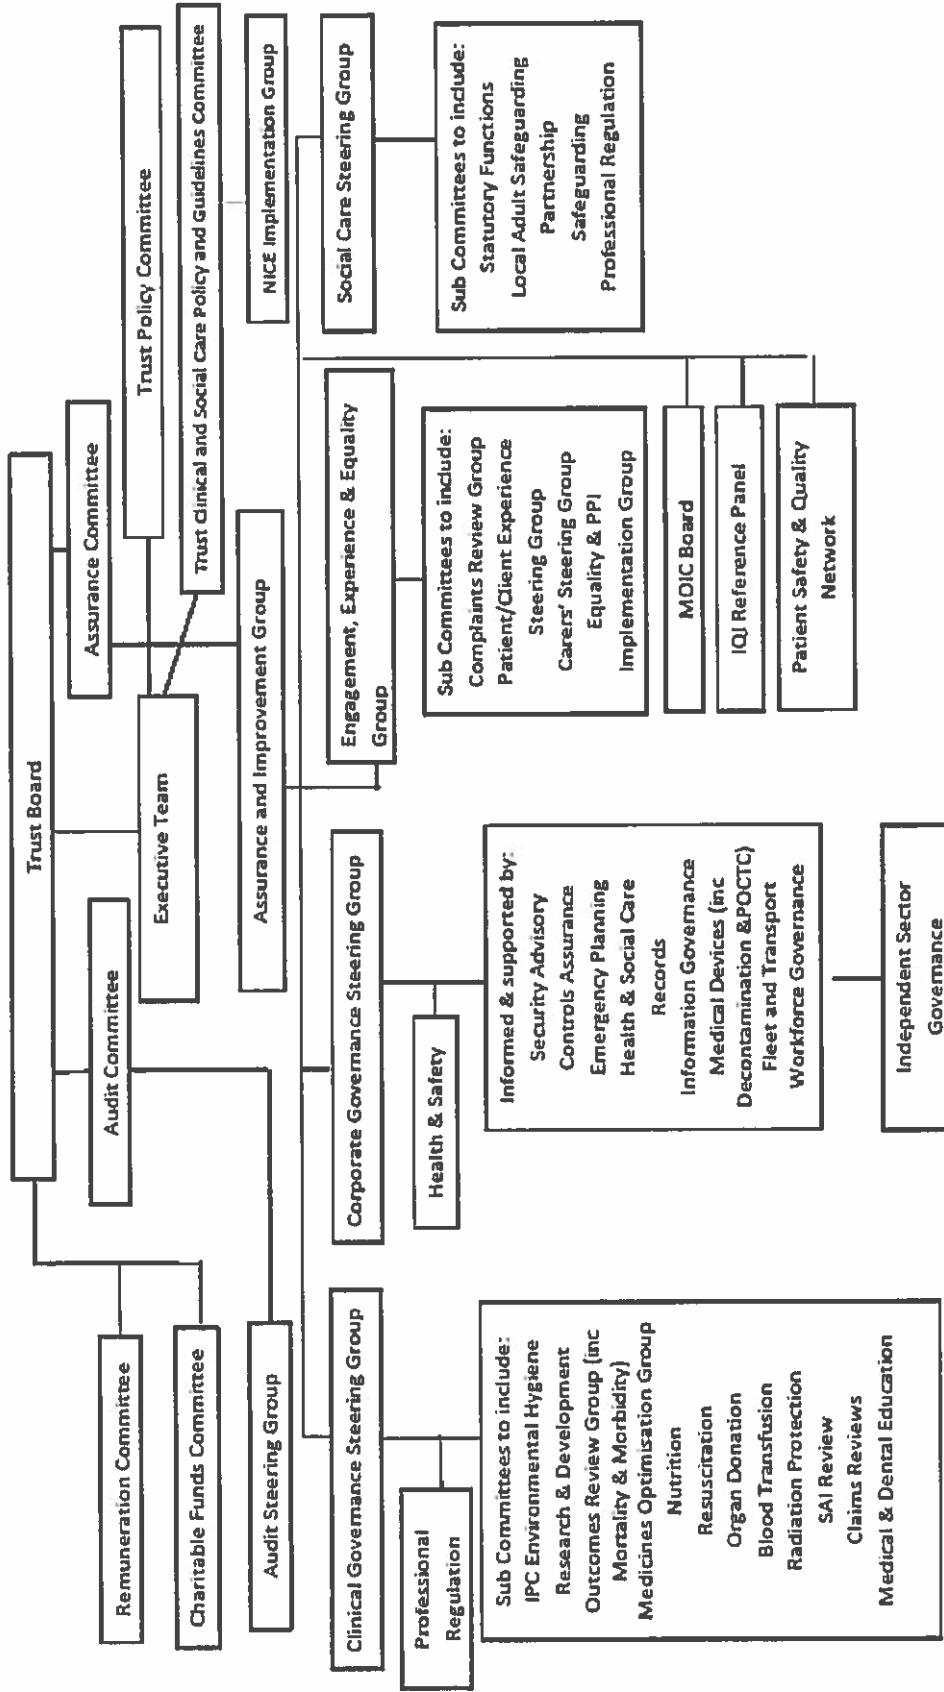 Trust Board
Remuneration Committee
Charitable Funds Committee
Audit Committee
Audit Steering Group
Executive Team
Assurance Committee
Trust Policy Committee
Trust Clinical and Social Care Policy and Guidelines Committee
NICE Implementation Group
Assurance and Improvement Group
Clinical Governance Steering Group
Professional
Regulation
Sub Committees to include:
IPC Environmental Hygiene
Research & Development
Outcomes Review Group (inc
Mortality & Morbidity)
Medicines Optimisation Group
Nutrition
Resuscitation
Organ Donation
Blood Transfusion
Radiation Protection
SAI Review
Claims Reviews
Medical & Dental Education
Corporate Governance Steering Group
Health & Safety
Informed & supported by:
Security Advisory
Controls Assurance
Emergency Planning
Health & Social Care
Records
Information Governance
Medical Devices (inc
Decontamination &POCTC)
Fleet and Transport
Workforce Governance
Independent Sector
Governance
Engagement, Experience & Equality
Group
Sub Committees to include:
Complaints Review Group
Patient/Client Experience
Steering Group
Carers' Steering Group
Equality & PPI
Implementation Group
MOIC Board
IQI Reference Panel
Patient Safety & Quality
Network
Social Care Steering Group
Sub Committees to include:
Statutory Functions
Local Adult Safeguarding
Partnership
Safeguarding
Professional Regulation